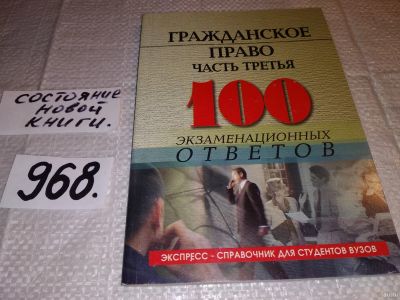 СОСТОЯНИЕ
НОВОЙ
КНИГИ.
968.
ГРАЖДАНСКОЕ
ПРАВО
ЧАСТЬ ТРЕТЬЯ
100
ЭКЗАМЕНАЦИОННЫХ
ОТВЕТОВ
ЭКСПРЕСС - СПРАВОЧНИК ДЛЯ СТУДЕНТОВ ВУЗОВ